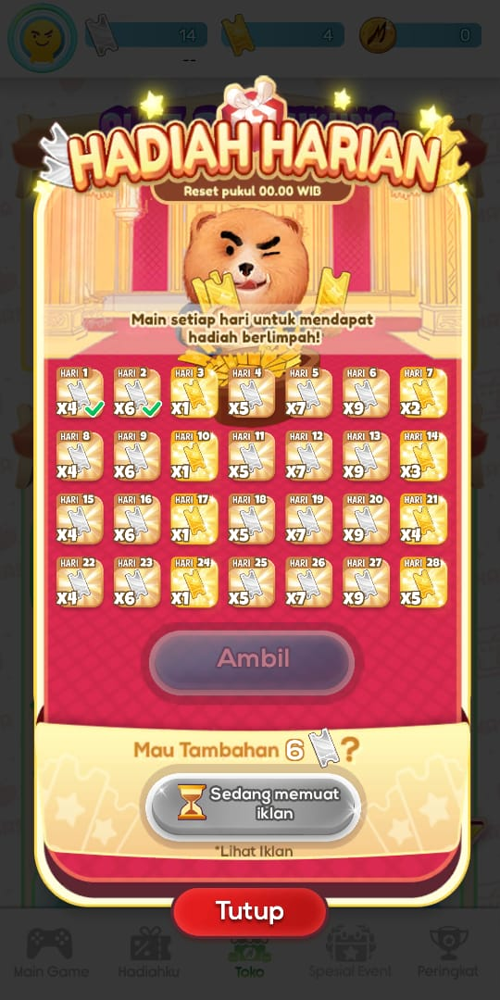 14
4
0
--
HADIAH HARIAN
Reset pukul 00.00 WIB
Main setiap hari untuk mendapat
hadiah berlimpah!
HARI 1 HARI 2 HARI 3 HARI 4 HARI 5 HARI 6 HARI 7
X4 X6 X1 X5 X7 X9 X2
HARI 8 HARI 9 HARI 10 HARI 11 HARI 12 HARI 13 HARI 14
X4 X6 X1 X5 X7 X9 X3
HARI 15 HARI 16 HARI 17 HARI 18 HARI 19 HARI 20 HARI 21
X4 X6 X1 X5 X7 X9 X4
HARI 22 HARI 23 HARI 24 HARI 25 HARI 26 HARI 27 HARI 28
X4 X6 X1 X5 X7 X9 X5
Ambil
Mau Tambahan 6 ?
Sedang memuat
iklan
*Lihat Iklan
Tutup
Main Game Hadiahku Toko Spesial Event Peringkat